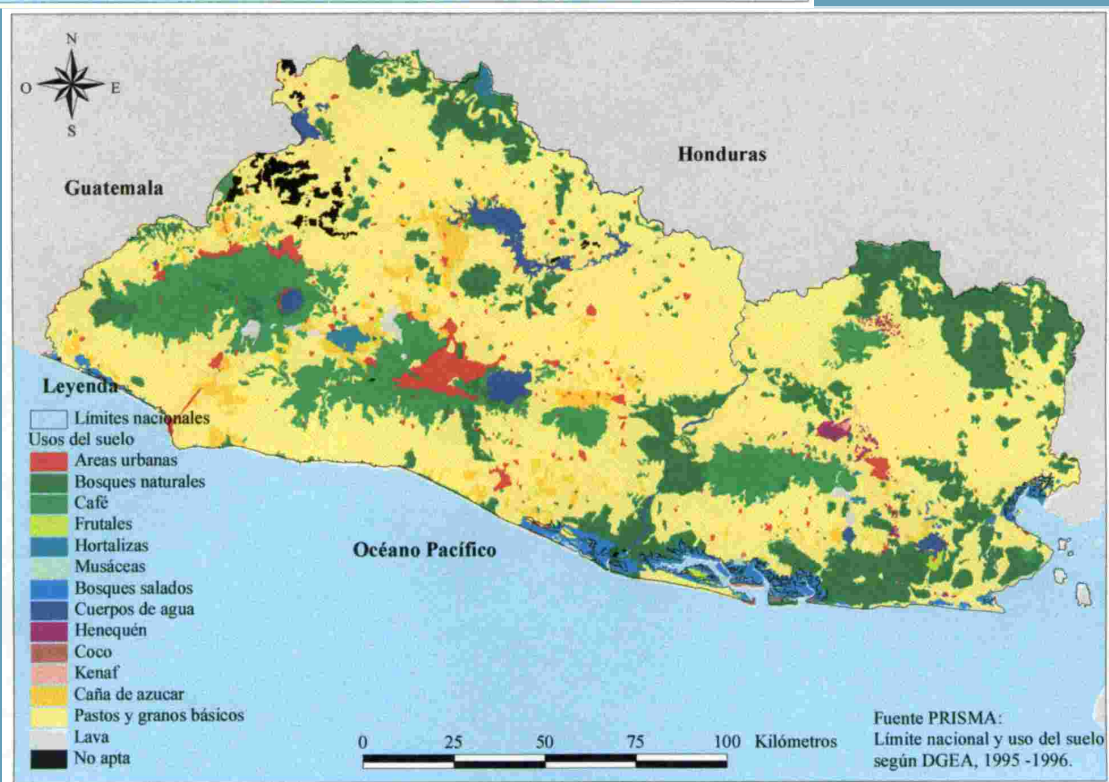 N
O
E
S
Honduras
Guatemala
Océano Pacífico
Leyenda
Límites nacionales
Usos del suelo
Areas urbanas
Bosques naturales
Café
Frutales
Hortalizas
Musáceas
Bosques salados
Cuerpos de agua
Henequén
Coco
Kenaf
Caña de azucar
Pastos y granos básicos
Lava
No apta
0 25 50 75 100 Kilómetros
Fuente PRISMA:
Límite nacional y uso del suelo
según DGEA, 1995 -1996.